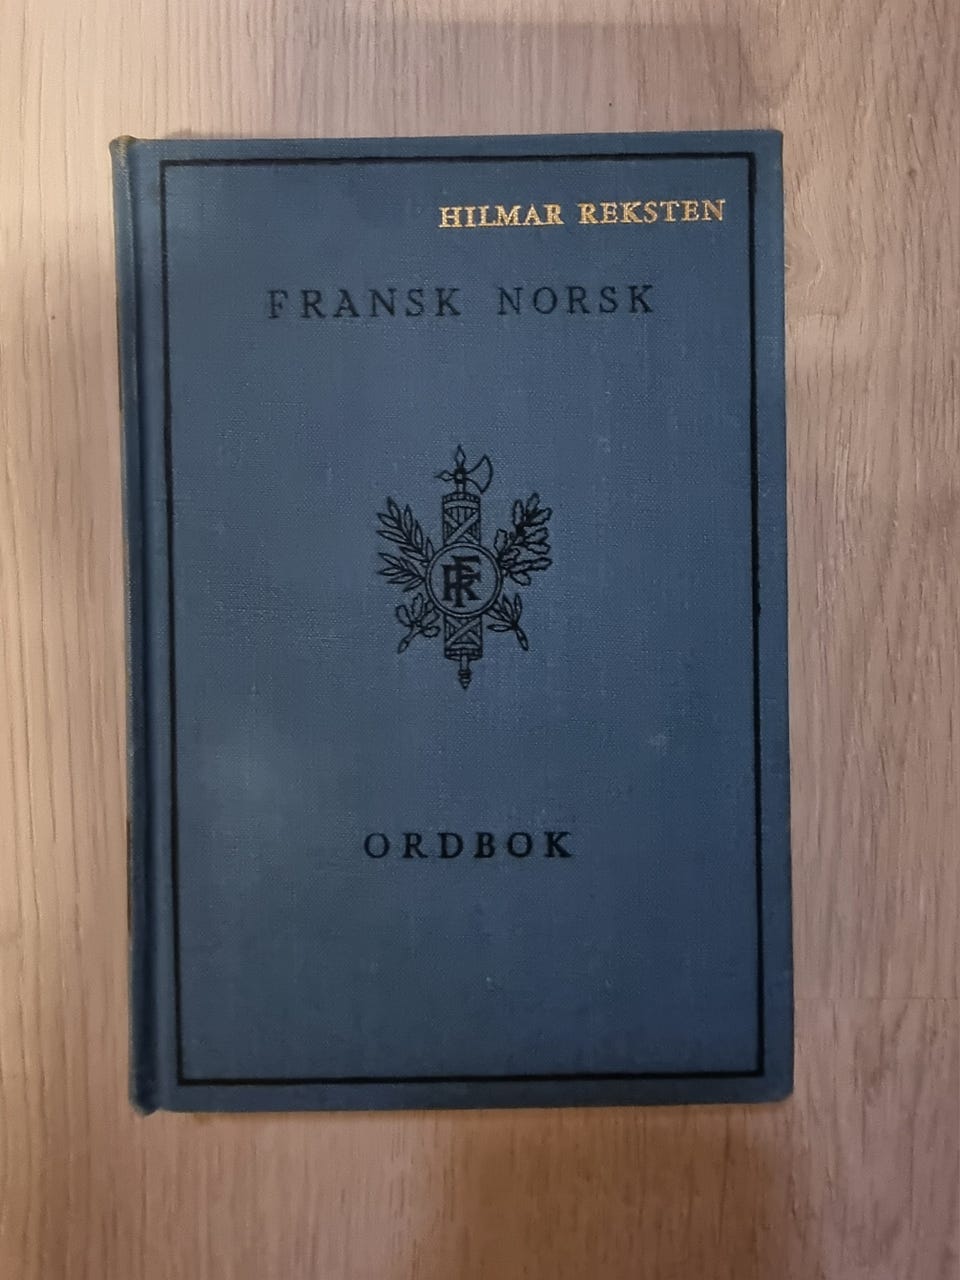 HILMAR REKSTEN
FRANSK NORSK
RF
ORDBOK